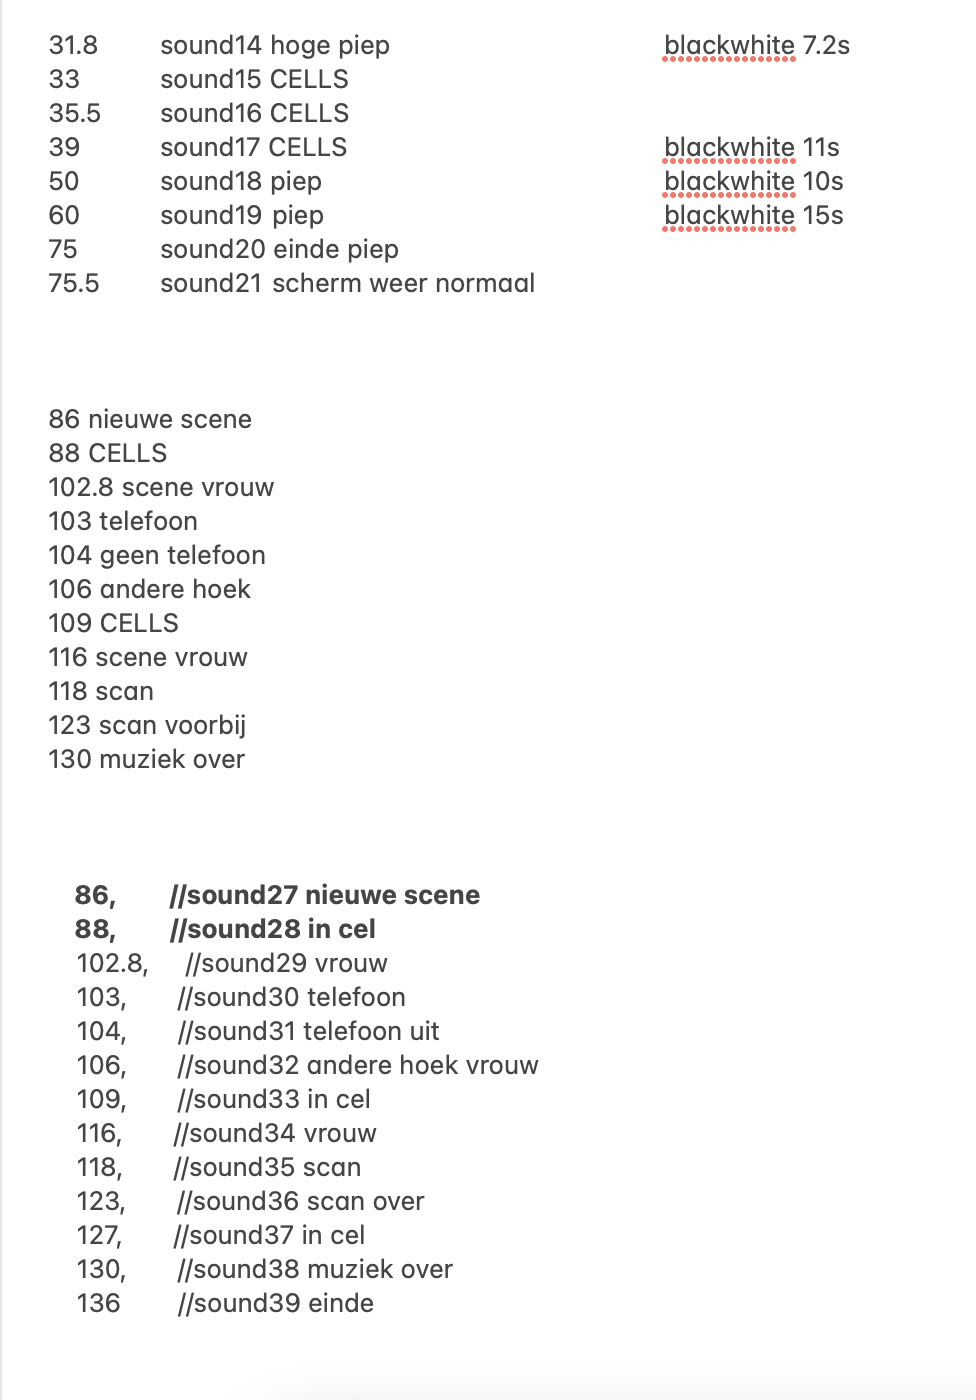 31.8 sound14 hoge piep blackwhite 7.2s
33 sound15 CELLS
35.5 sound16 CELLS
39 sound17 CELLS blackwhite 11s
50 sound18 piep blackwhite 10s
60 sound19 piep blackwhite 15s
75 sound20 einde piep
75.5 sound21 scherm weer normaal
86 nieuwe scene
88 CELLS
102.8 scene vrouw
103 telefoon
104 geen telefoon
106 andere hoek
109 CELLS
116 scene vrouw
118 scan
123 scan voorbij
130 muziek over
86, //sound27 nieuwe scene
88, //sound28 in cel
102.8, //sound29 vrouw
103, //sound30 telefoon
104, //sound31 telefoon uit
106, //sound32 andere hoek vrouw
109, //sound33 in cel
116, //sound34 vrouw
118, //sound35 scan
123, //sound36 scan over
127, //sound37 in cel
130, //sound38 muziek over
136 //sound39 einde